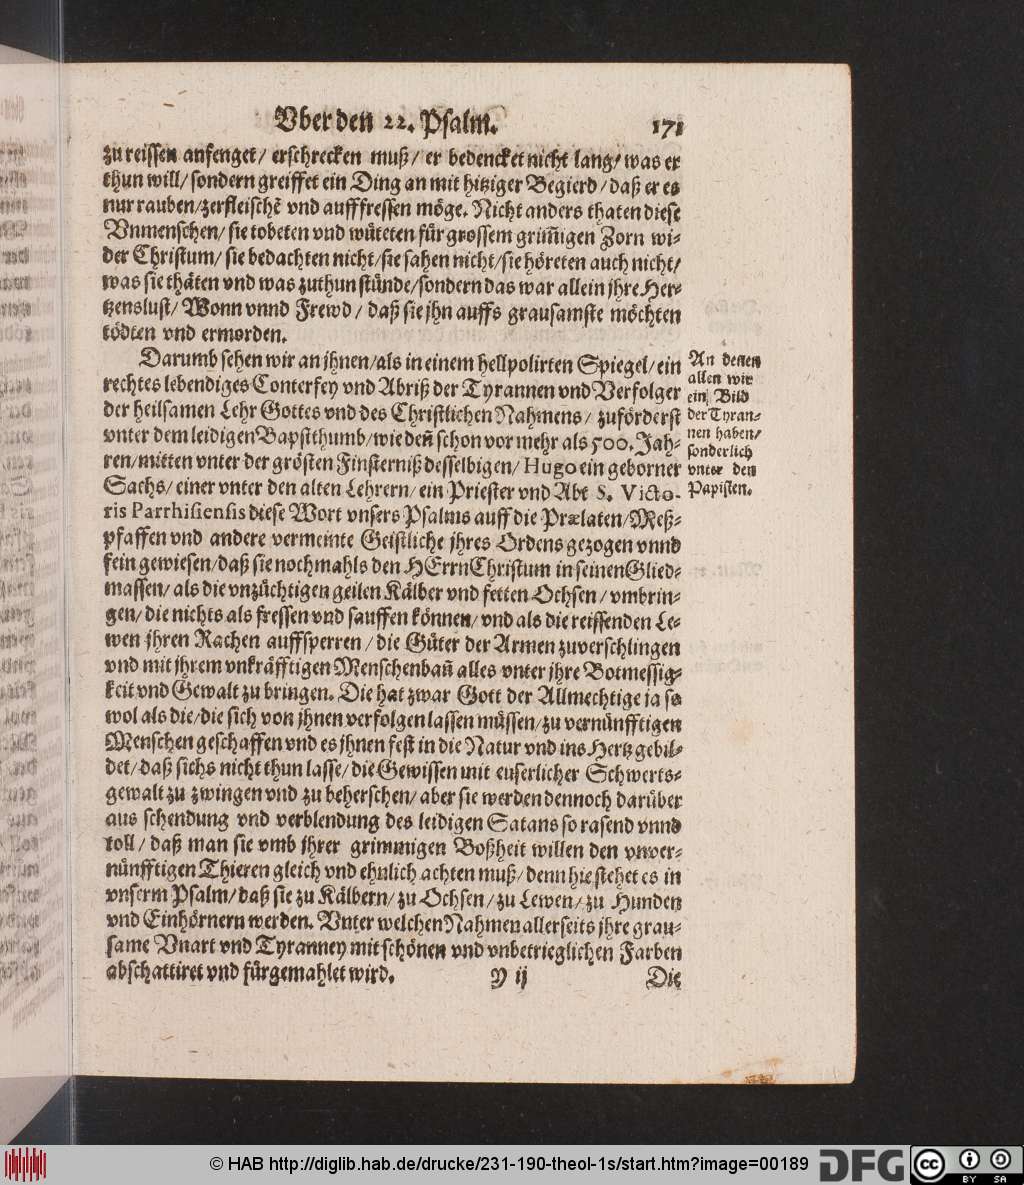 Vber den 22. Psalm. 171
zu reissen anfenget/ erschrecken muß/ er bedencket nicht lang/ was er
thun will/ sondern greiffet ein Ding an mit hitziger Begierd/ daß er es
nur rauben/ zerfleischē vnd aufffressen möge. Nicht anders thaten diese
Vnmenschen/ sie tobeten vnd wüteten für grossem grim̄igen Zorn wi-
der Christum/ sie bedachten nicht/ sie sahen nicht/ sie höreten auch nicht/
was sie thäten vnd was zuthun stünde/ sondern das war allein jhre Her-
tzenslust/ Wonn vnnd Frewd/ daß sie jhn auffs grausamste möchten
tödten vnd ermorden.
Darumb sehen wir an jhnen/ als in einem hellpolirten Spiegel/ ein
rechtes lebendiges Conterfey vnd Abriß der Tyrannen vnd Verfolger
der heilsamen Lehr Gottes vnd des Christlichen Nahmens/ zuförderst
vnter dem leidigen Bapstthumb/ wie deñ schon vor mehr als 500. Jah-
ren/ mitten vnter der grösten Finsterniß desselbigen/ Hugo ein geborner
Sachs/ einer vnter den alten Lehrern/ ein Priester vnd Abt S. Victo-
ris Parrhisiensis diese Wort vnsers Psalms auff die Prælaten/ Meß-
pfaffen vnd andere vermeinte Geistliche jhres Ordens gezogen vnnd
fein gewiesen/ daß sie nochmahls den HErrn Christum in seinen Glied-
massen/ als die vnzüchtigen geilen Kälber vnd fetten Ochsen/ vmbrin-
gen/ die nichts als fressen vnd sauffen können/ vnd als die reissenden Le-
wen jhren Rachen auffsperren/ die Güter der Armen zuverschlingen
vnd mit jhrem vnkräfftigen Menschenbañ alles vnter jhre Botmessig-
keit vnd Gewalt zu bringen. Die hat zwar Gott der Allmechtige ja so
wol als die/ die sich von jhnen verfolgen lassen müssen/ zu vernünfftigen
Menschen geschaffen vnd es jhnen fest in die Natur vnd ins Hertz gebil-
det/ daß sichs nicht thun lasse/ die Gewissen mit euserlicher Schwerts-
gewalt zu zwingen vnd zu beherschen/ aber sie werden dennoch darüber
aus schendung vnd verblendung des leidigen Satans so rasend vnnd
toll/ daß man sie vmb jhrer grimmigen Boßheit willen den vnver-
nünfftigen Thieren gleich vnd ehnlich achten muß/ denn hie stehet es in
vnserm Psalm/ daß sie zu Kälbern/ zu Ochsen/ zu Lewen/ zu Hunden
vnd Einhörnern werden. Vnter welchen Nahmen allerseits jhre grau-
same Vnart vnd Tyranney mit schönen vnd vnbetrieglichen Farben
abschattiret vnd fürgemahlet wird.
Y ij Die
An denen
allen wir
ein Bild
der Tyran-
nen haben/
sonderlich
vnter den
Papisten.
© HAB http://diglib.hab.de/drucke/231-190-theol-1s/start.htm?image=00189
DFG
cc BY SA